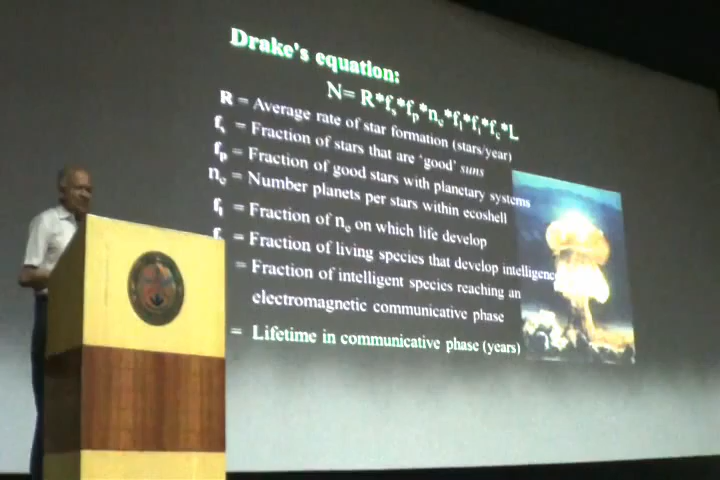 Drake's equation:
N= R*fs*fp*ne*fl*fi*fc*L
R = Average rate of star formation (stars/year)
fs = Fraction of stars that are 'good' suns
fp = Fraction of good stars with planetary systems
ne = Number planets per stars within ecoshell
fl = Fraction of ne on which life develop
f = Fraction of living species that develop intelligence
= Fraction of intelligent species reaching an
electromagnetic communicative phase
= Lifetime in communicative phase (years)